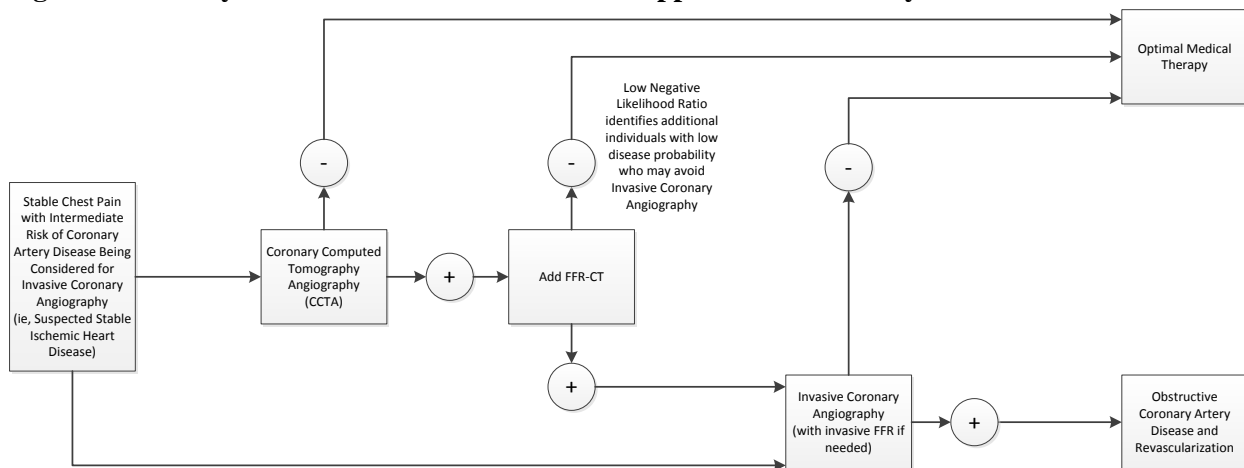 Optimal Medical
Therapy
Low Negative
Likelihood Ratio
identifies additional
individuals with low
disease probability
who may avoid
Invasive Coronary
Angiography
-
-
-
Stable Chest Pain
with Intermediate
Risk of Coronary
Artery Disease Being
Considered for
Invasive Coronary
Angiography
(ie, Suspected Stable
Ischemic Heart
Disease)
Coronary Computed
Tomography
Angiography
(CCTA)
+
Add FFR-CT
+
Invasive Coronary
Angiography
(with invasive FFR if
needed)
+
Obstructive
Coronary Artery
Disease and
Revascularization